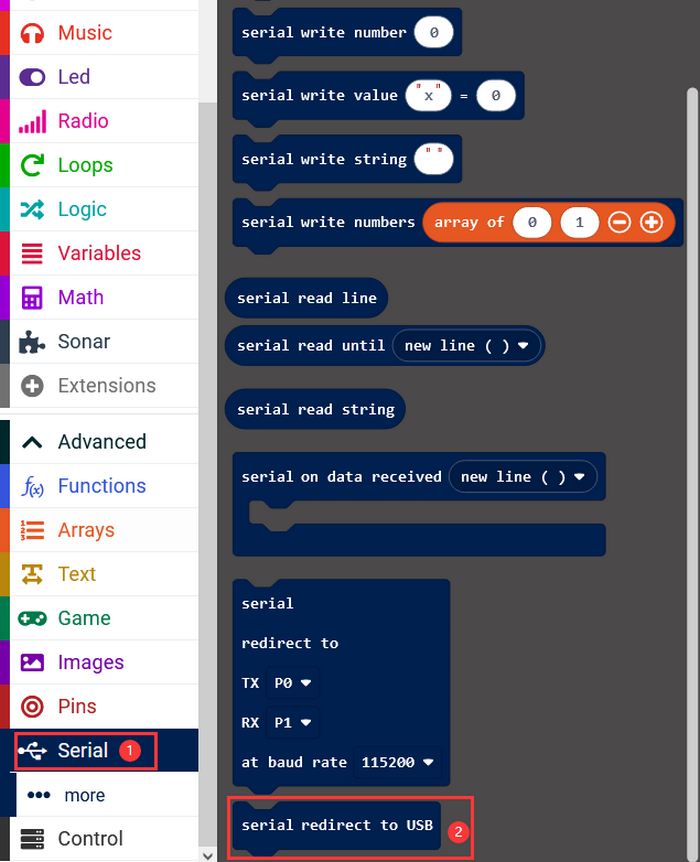 Music
Led
Radio
Loops
Logic
Variables
Math
Sonar
Extensions
Advanced
f(x) Functions
1 2 3 Arrays
T Text
Game
Images
Pins
Serial 1
more
Control
serial write number 0
serial write value "x" = 0
serial write string " "
serial write numbers array of 0 1
serial read line
serial read until new line ( )
serial read string
serial on data received new line ( )
serial
redirect to
TX P0
RX P1
at baud rate 115200
serial redirect to USB 2